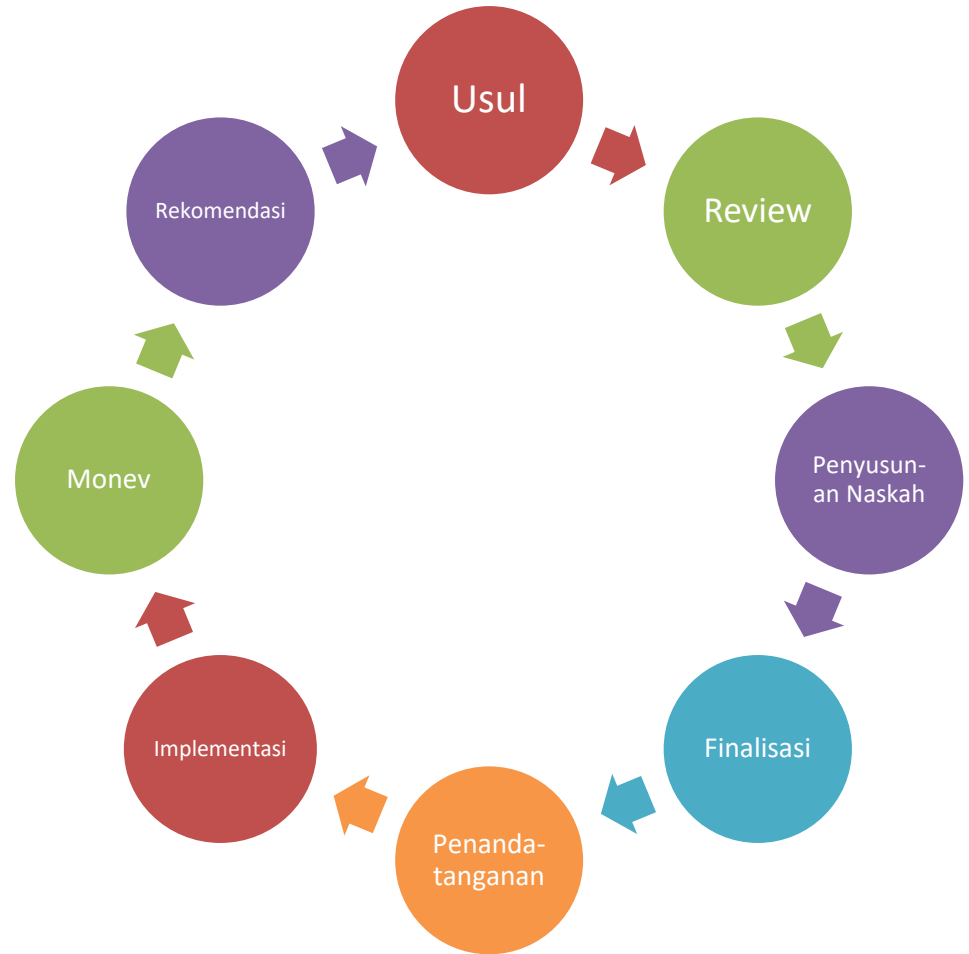 Usul
Review
Penyusun-
an Naskah
Finalisasi
Penanda-
tanganan
Implementasi
Monev
Rekomendasi